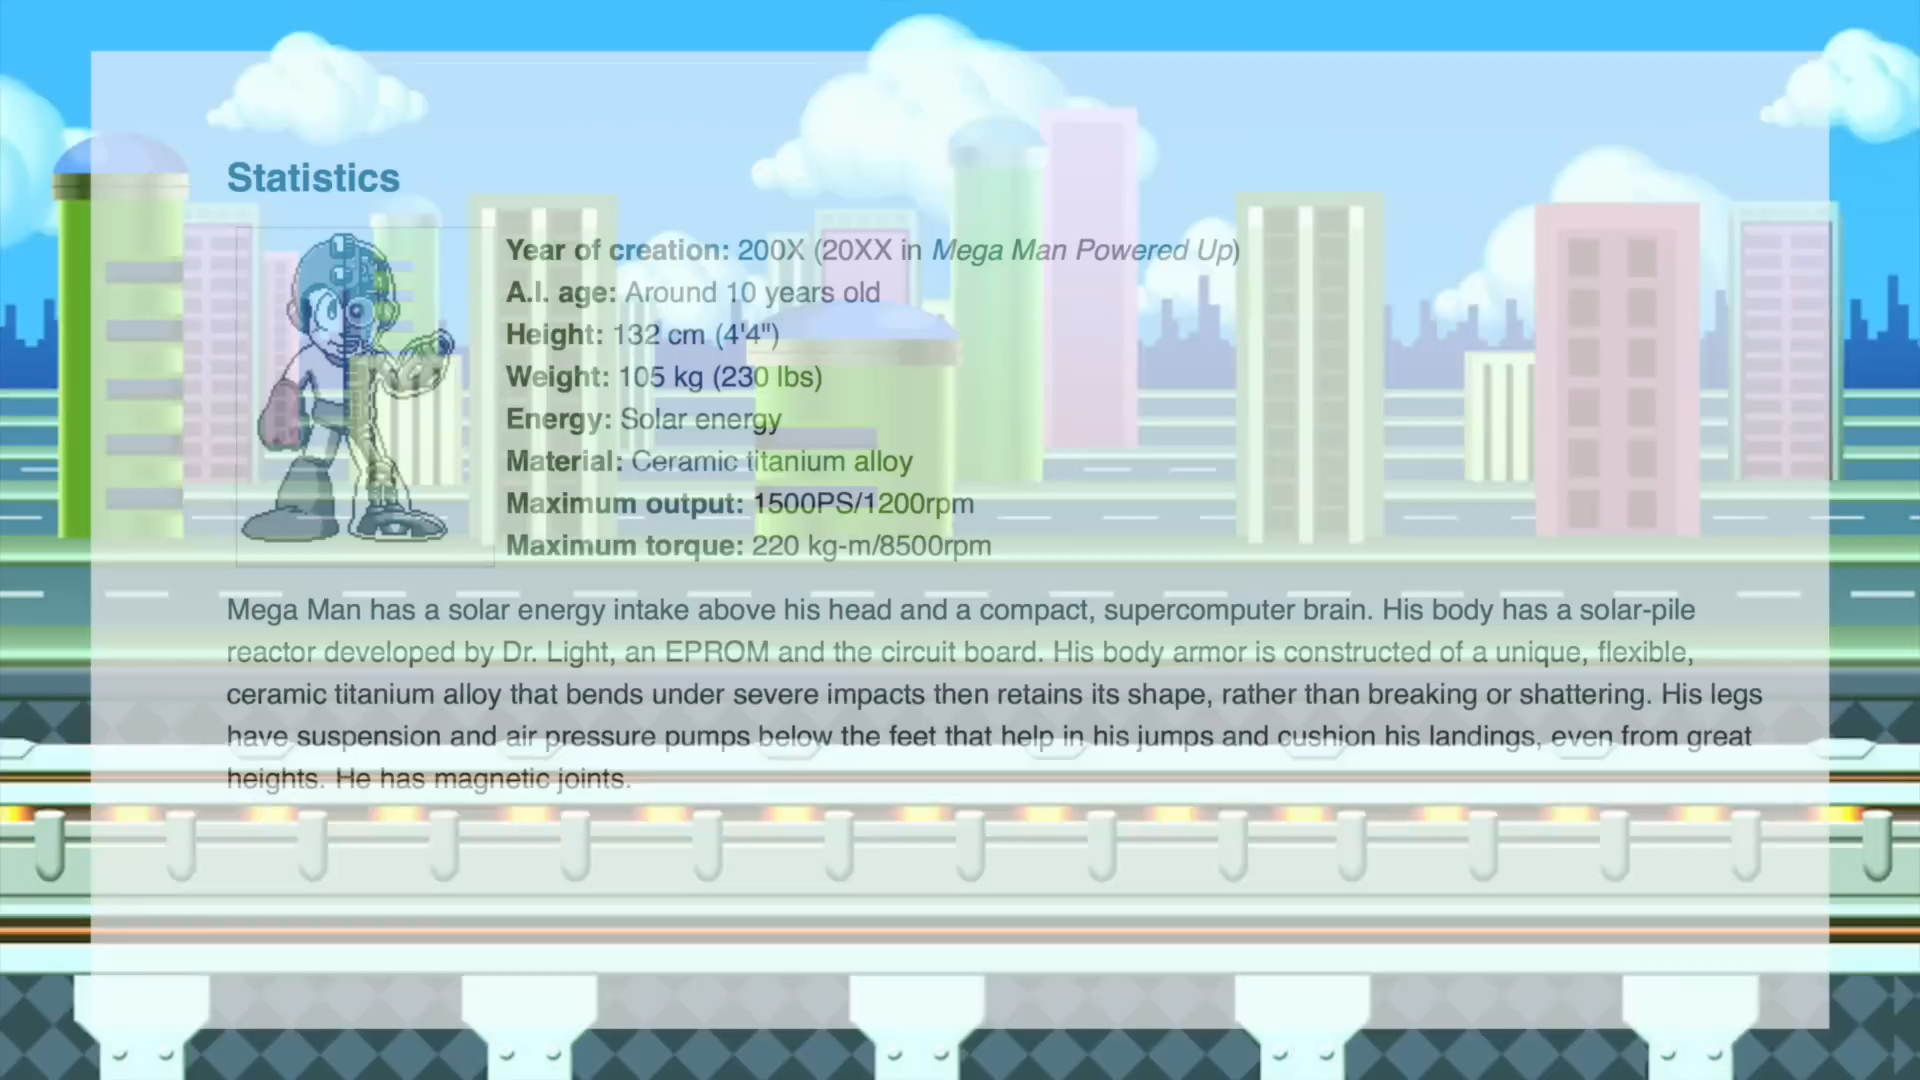 Statistics
Year of creation: 200X (20XX in Mega Man Powered Up)
A.I. age: Around 10 years old
Height: 132 cm (4'4")
Weight: 105 kg (230 lbs)
Energy: Solar energy
Material: Ceramic titanium alloy
Maximum output: 1500PS/1200rpm
Maximum torque: 220 kg-m/8500rpm
Mega Man has a solar energy intake above his head and a compact, supercomputer brain. His body has a solar-pile
reactor developed by Dr. Light, an EPROM and the circuit board. His body armor is constructed of a unique, flexible,
ceramic titanium alloy that bends under severe impacts then retains its shape, rather than breaking or shattering. His legs
have suspension and air pressure pumps below the feet that help in his jumps and cushion his landings, even from great
heights. He has magnetic joints.